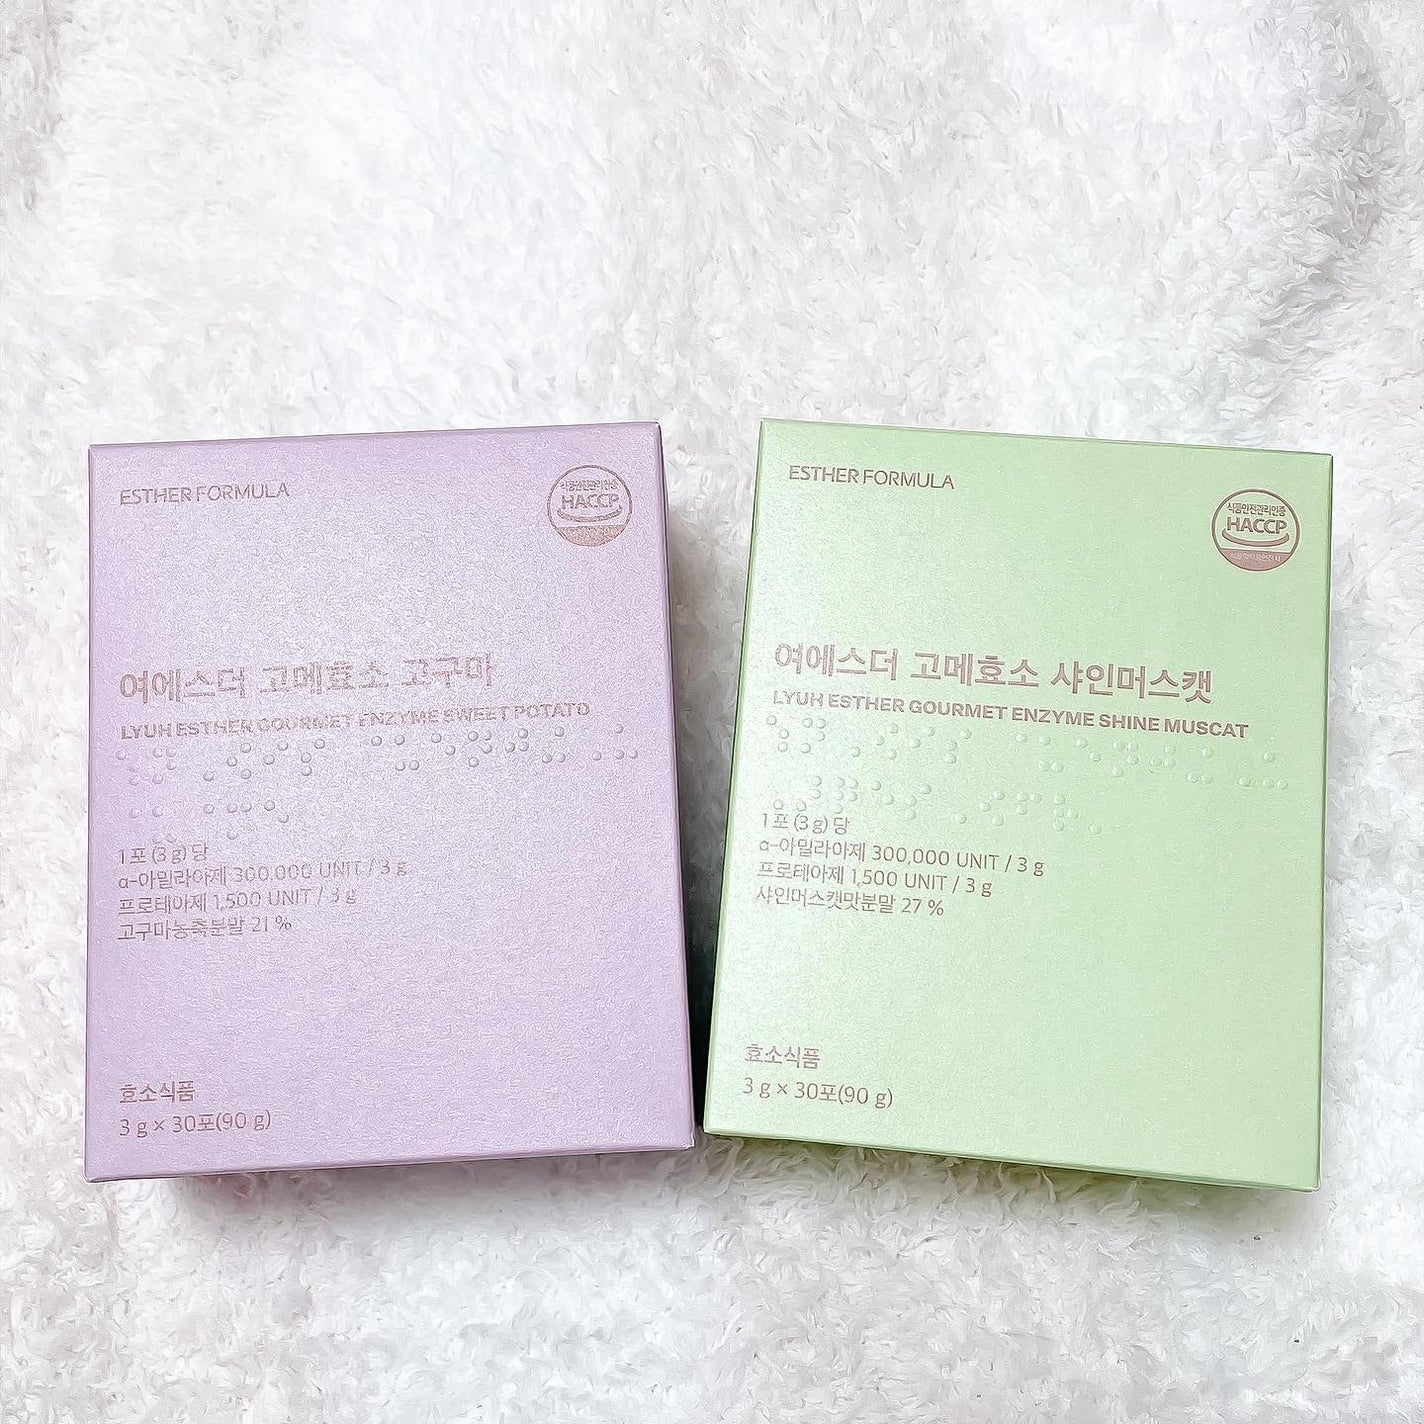 ESTHER FORMULA
식품안전관리인증
HACCP
여에스더 고메효소 고구마
LYUH ESTHER GOURMET ENZYME SWEET POTATO
1포 (3 g) 당
α-아밀라아제 300,000 UNIT / 3 g
프로테아제 1,500 UNIT / 3 g
고구마농축분말 21 %
효소식품
3 g × 30포(90 g)
ESTHER FORMULA
식품안전관리인증
HACCP
여에스더 고메효소 샤인머스캣
LYUH ESTHER GOURMET ENZYME SHINE MUSCAT
1포 (3 g) 당
α-아밀라아제 300,000 UNIT / 3 g
프로테아제 1,500 UNIT / 3 g
샤인머스캣맛분말 27 %
효소식품
3 g × 30포(90 g)